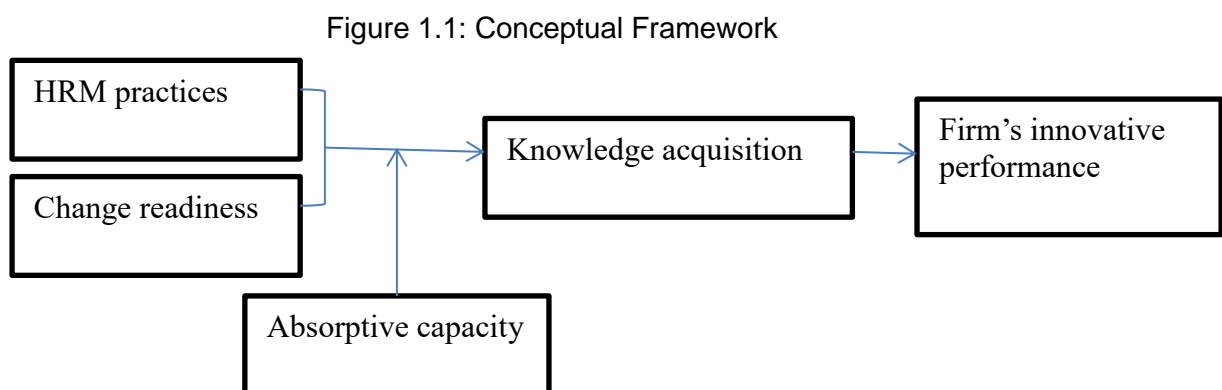 Figure 1.1: Conceptual Framework
HRM practices
Change readiness
Absorptive capacity
Knowledge acquisition
Firm’s innovative
performance